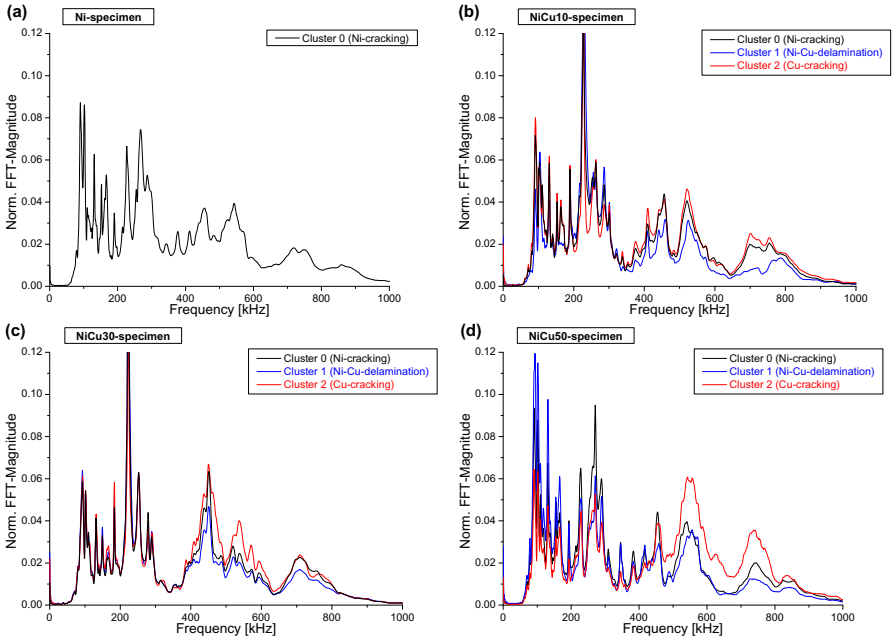 (a)
Ni-specimen
Cluster 0 (Ni-cracking)
Norm. FFT-Magnitude
0.12
0.10
0.08
0.06
0.04
0.02
0.00
0 200 400 600 800 1000
Frequency [kHz]
(b)
NiCu10-specimen
Cluster 0 (Ni-cracking)
Cluster 1 (Ni-Cu-delamination)
Cluster 2 (Cu-cracking)
Norm. FFT-Magnitude
0.12
0.10
0.08
0.06
0.04
0.02
0.00
0 200 400 600 800 1000
Frequency [kHz]
(c)
NiCu30-specimen
Cluster 0 (Ni-cracking)
Cluster 1 (Ni-Cu-delamination)
Cluster 2 (Cu-cracking)
Norm. FFT-Magnitude
0.12
0.10
0.08
0.06
0.04
0.02
0.00
0 200 400 600 800 1000
Frequency [kHz]
(d)
NiCu50-specimen
Cluster 0 (Ni-cracking)
Cluster 1 (Ni-Cu-delamination)
Cluster 2 (Cu-cracking)
Norm. FFT-Magnitude
0.12
0.10
0.08
0.06
0.04
0.02
0.00
0 200 400 600 800 1000
Frequency [kHz]